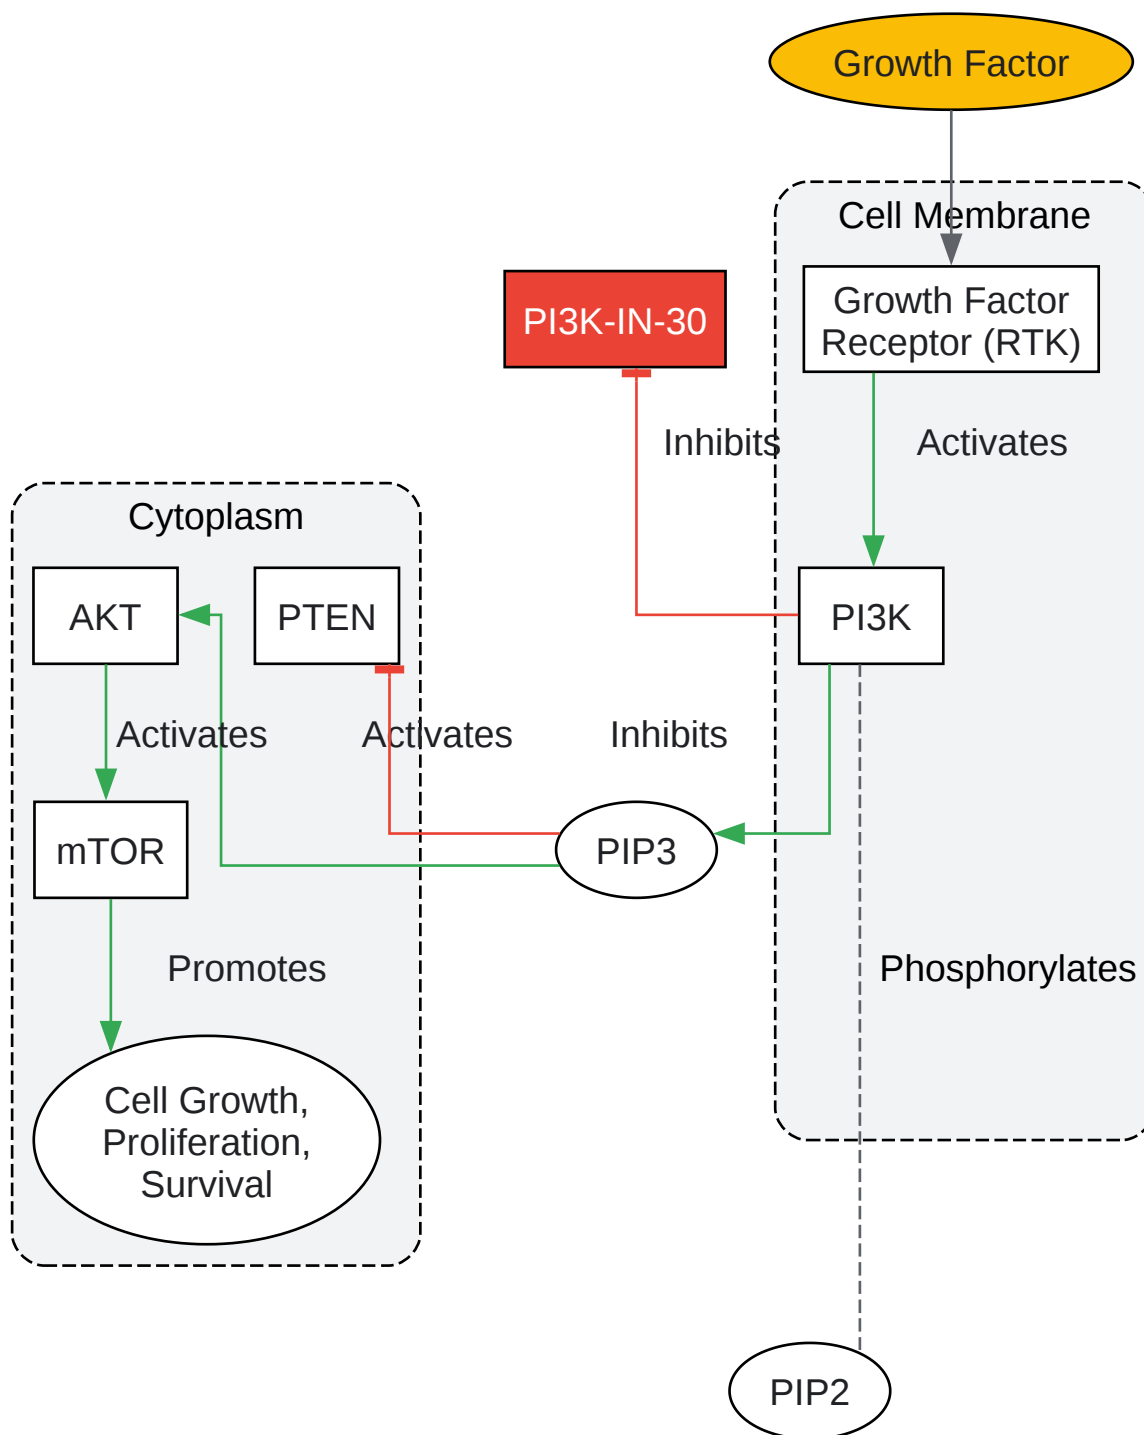 Growth Factor
Cell Membrane
Growth Factor
Receptor (RTK)
PI3K-IN-30
Inhibits
Activates
Cytoplasm
AKT
PTEN
PI3K
Activates
Activates
Inhibits
mTOR
PIP3
Promotes
Phosphorylates
Cell Growth,
Proliferation,
Survival
PIP2